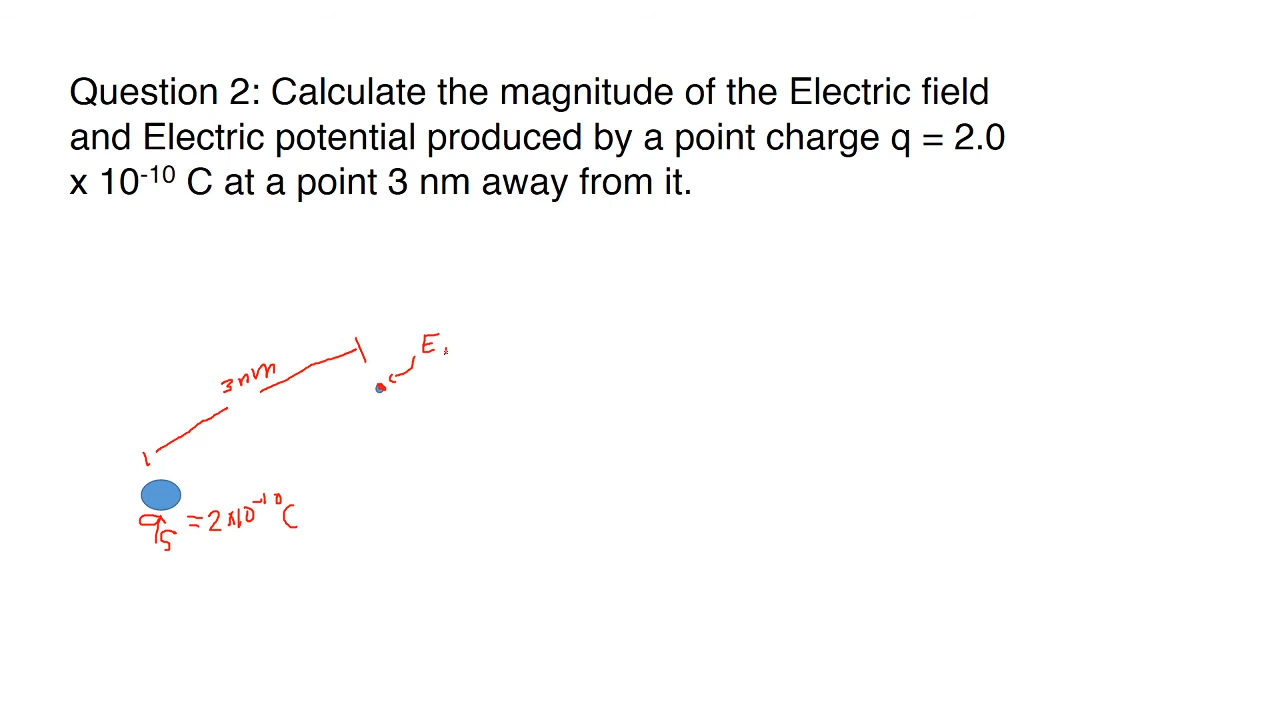 Question 2: Calculate the magnitude of the Electric field
and Electric potential produced by a point charge q = 2.0
x 10⁻¹⁰ C at a point 3 nm away from it.
E,
3nm
qₛ = 2x10⁻¹⁰ C